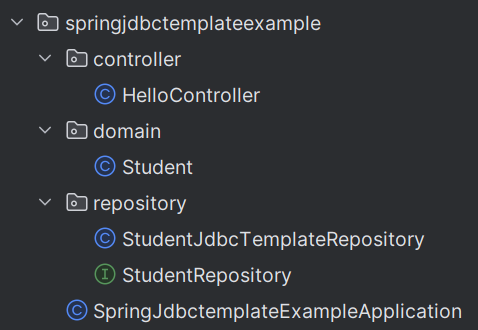 springjdbctemplateexample
controller
C HelloController
domain
C Student
repository
C StudentJdbcTemplateRepository
I StudentRepository
C SpringJdbctemplateExampleApplication